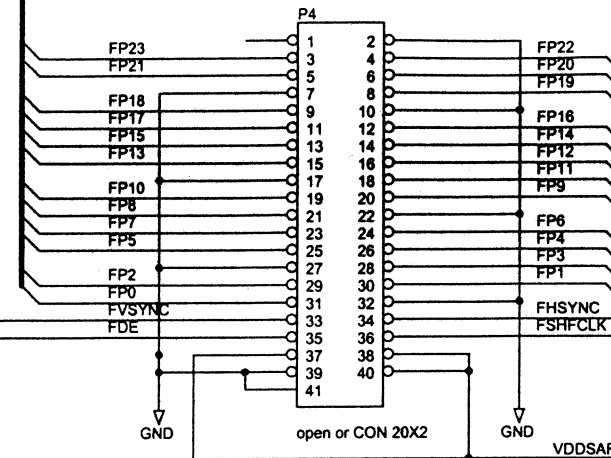 P4
1 2
FP23 3 4 FP22
FP21 5 6 FP20
7 8 FP19
FP18 9 10
FP17 11 12 FP16
FP15 13 14 FP14
FP13 15 16 FP12
17 18 FP11
FP10 19 20 FP9
FP8 21 22
FP7 23 24 FP6
FP5 25 26 FP4
27 28 FP3
FP2 29 30 FP1
FP0 31 32
FVSYNC 33 34 FHSYNC
FDE 35 36 FSHFCLK
37 38
39 40
41
GND open or CON 20X2 GND